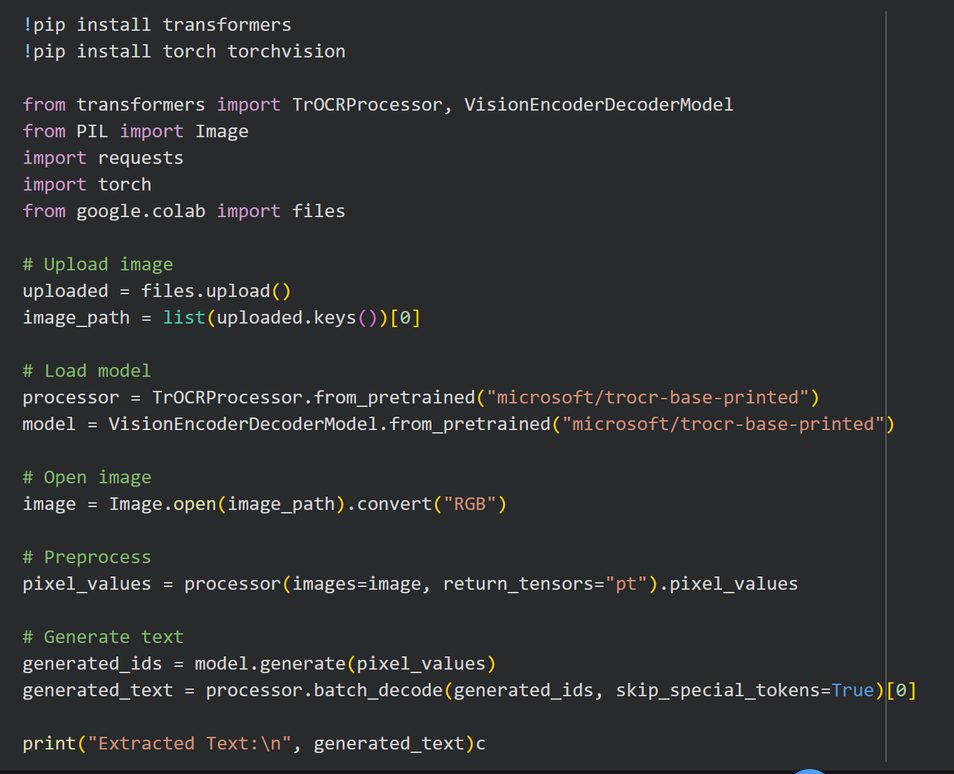 !pip install transformers
!pip install torch torchvision
from transformers import TrOCRProcessor, VisionEncoderDecoderModel
from PIL import Image
import requests
import torch
from google.colab import files
# Upload image
uploaded = files.upload()
image_path = list(uploaded.keys())[0]
# Load model
processor = TrOCRProcessor.from_pretrained("microsoft/trocr-base-printed")
model = VisionEncoderDecoderModel.from_pretrained("microsoft/trocr-base-printed")
# Open image
image = Image.open(image_path).convert("RGB")
# Preprocess
pixel_values = processor(images=image, return_tensors="pt").pixel_values
# Generate text
generated_ids = model.generate(pixel_values)
generated_text = processor.batch_decode(generated_ids, skip_special_tokens=True)[0]
print("Extracted Text:\n", generated_text)c